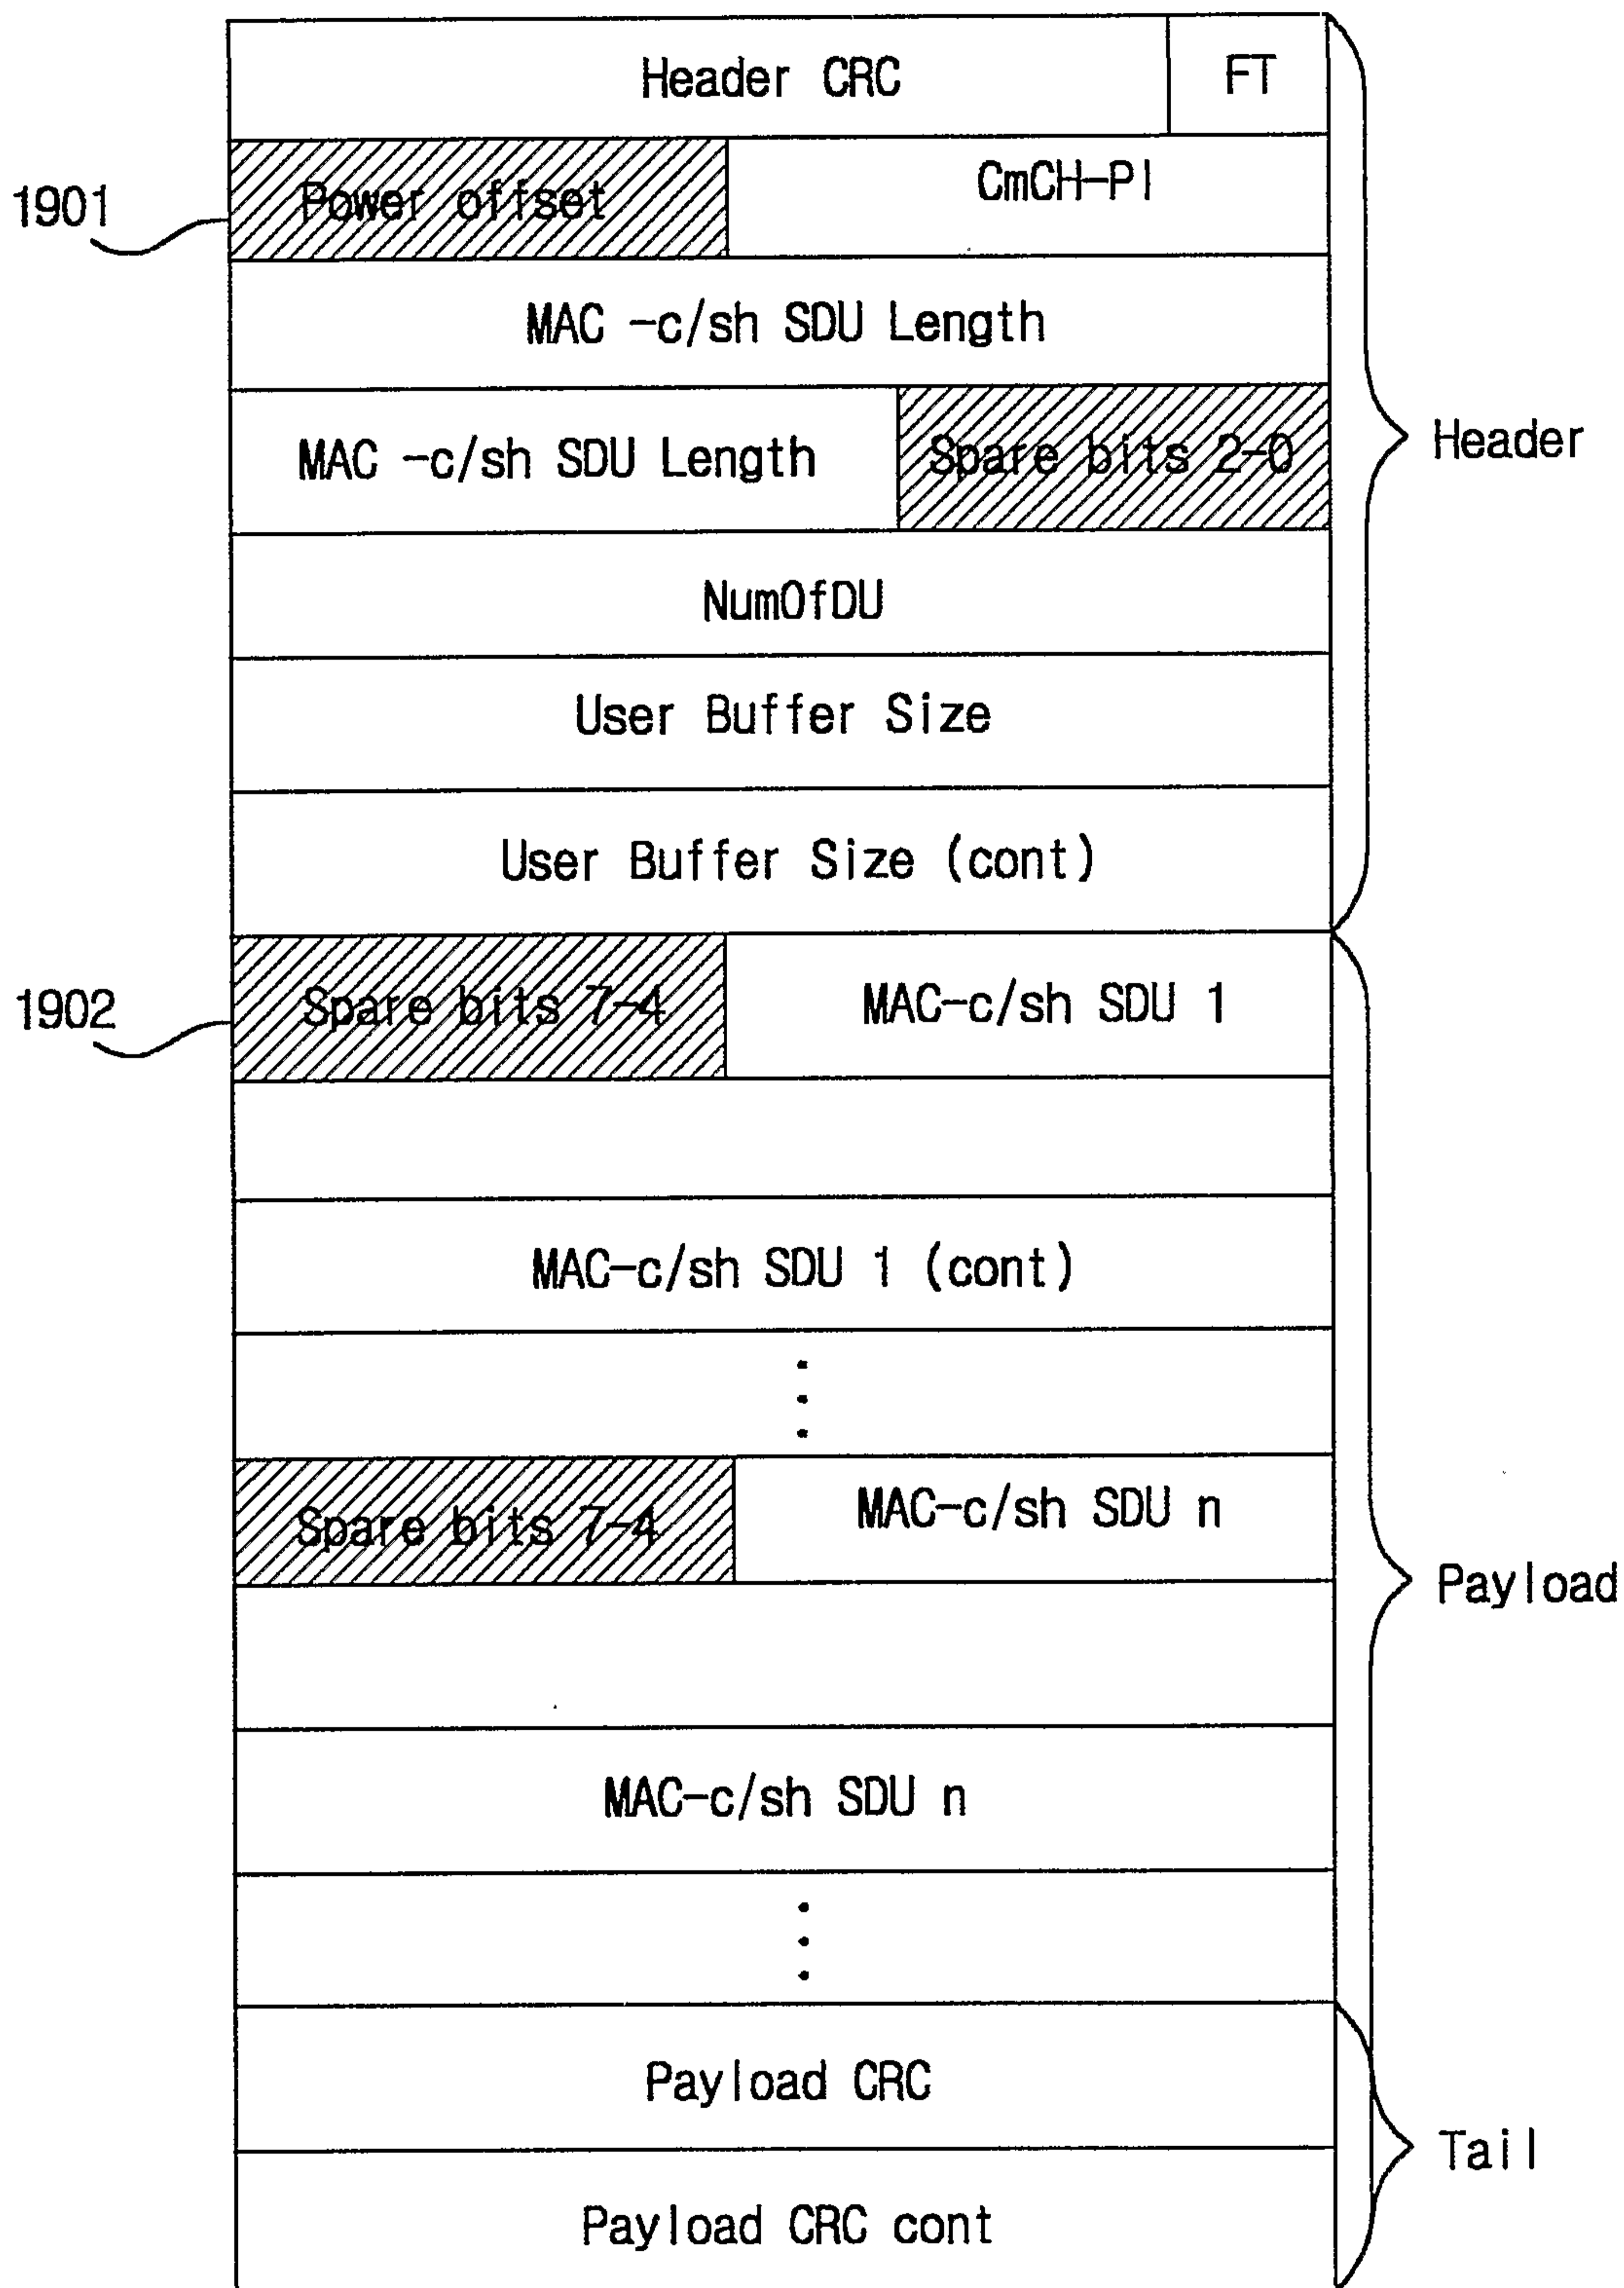 Header CRC FT
1901 Power offset CmCH-PI
MAC -c/sh SDU Length
MAC -c/sh SDU Length Spare bits 2-0
Header
NumOfDU
User Buffer Size
User Buffer Size (cont)
1902 Spare bits 7-4 MAC-c/sh SDU 1
MAC-c/sh SDU 1 (cont)
Spare bits 7-4 MAC-c/sh SDU n
Payload
MAC-c/sh SDU n
Payload CRC
Tail
Payload CRC cont